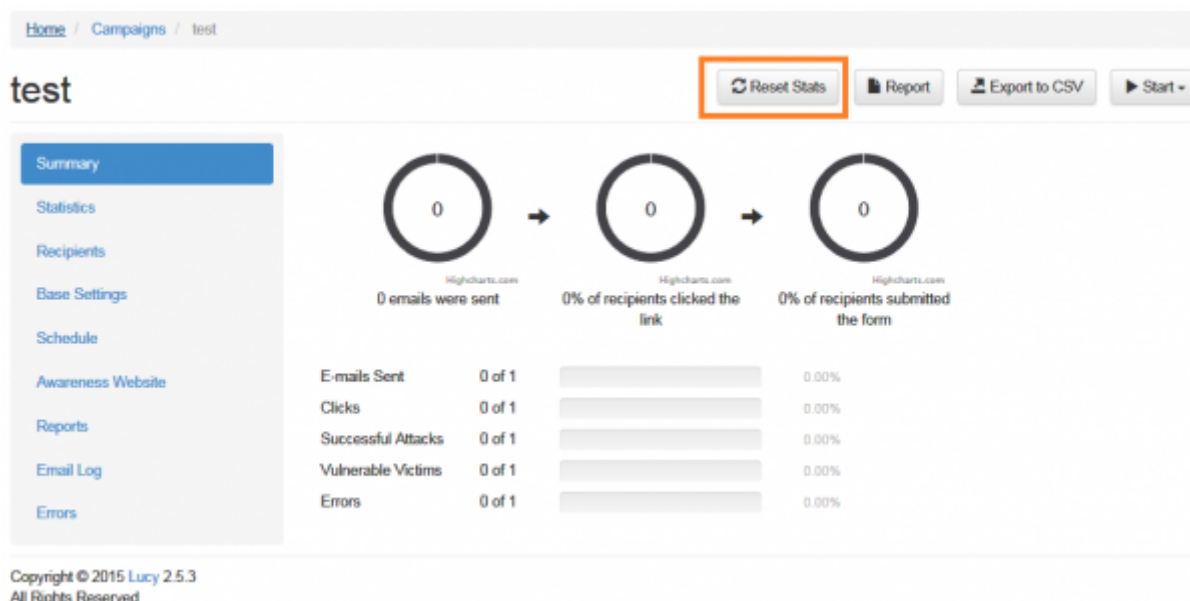 Home / Campaigns / test
test
Reset Stats
Report
Export to CSV
Start
Summary
Statistics
Recipients
Base Settings
Schedule
Awareness Website
Reports
Email Log
Errors
0
0
0
Highcharts.com
Highcharts.com
Highcharts.com
0 emails were sent
0% of recipients clicked the
link
0% of recipients submitted
the form
E-mails Sent 0 of 1 0.00%
Clicks 0 of 1 0.00%
Successful Attacks 0 of 1 0.00%
Vulnerable Victims 0 of 1 0.00%
Errors 0 of 1 0.00%
Copyright © 2015 Lucy 2.5.3
All Rights Reserved